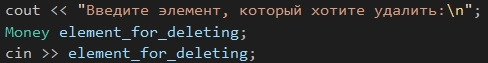 cout << "Введите элемент, который хотите удалить:\n";
Money element_for_deleting;
cin >> element_for_deleting;